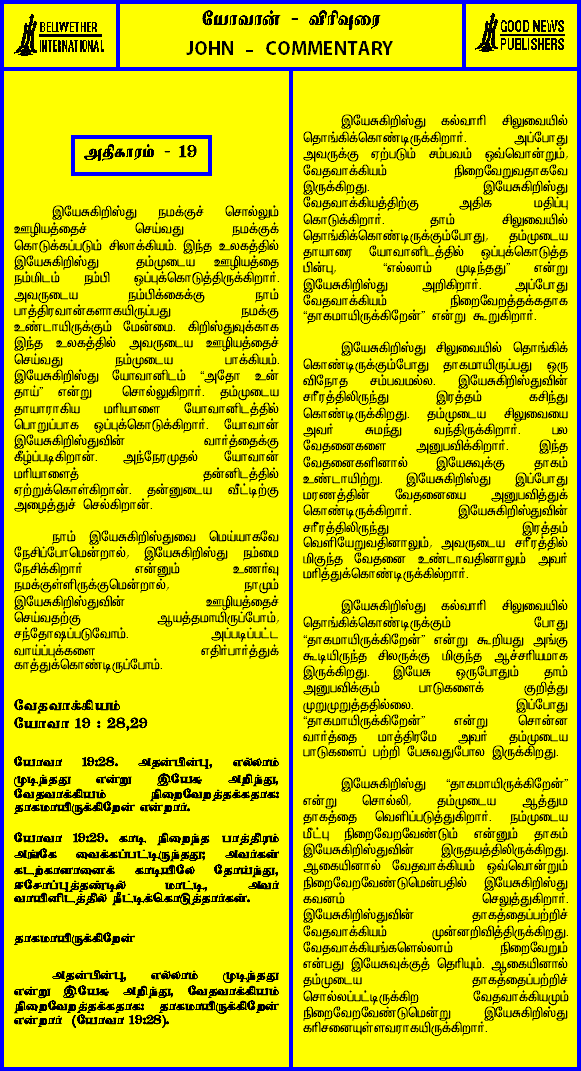 BELLWETHER
INTERNATIONAL
யோவான் - விரிவுரை
JOHN - COMMENTARY
GOOD NEWS
PUBLISHERS
அதிகாரம் - 19
இயேசுகிறிஸ்து நமக்குச் சொல்லும்
ஊழியத்தைச் செய்வது நமக்குக்
கொடுக்கப்படும் சிலாக்கியம். இந்த உலகத்தில்
இயேசுகிறிஸ்து தம்முடைய ஊழியத்தை
நம்மிடம் நம்பி ஒப்புக்கொடுத்திருக்கிறார்.
அவருடைய நம்பிக்கைக்கு நாம்
பாத்திரவான்களாகயிருப்பது நமக்கு
உண்டாயிருக்கும் மேன்மை. கிறிஸ்துவுக்காக
இந்த உலகத்தில் அவருடைய ஊழியத்தைச்
செய்வது நம்முடைய பாக்கியம்.
இயேசுகிறிஸ்து யோவானிடம் “அதோ உன்
தாய்” என்று சொல்லுகிறார். தம்முடைய
தாயாராகிய மரியாளை யோவானிடத்தில்
பொறுப்பாக ஒப்புக்கொடுக்கிறார். யோவான்
இயேசுகிறிஸ்துவின் வார்த்தைக்கு
கீழ்ப்படிகிறான். அந்நேரமுதல் யோவான்
மரியாளைத் தன்னிடத்தில்
ஏற்றுக்கொள்கிறான். தன்னுடைய வீட்டிற்கு
அழைத்துச் செல்கிறான்.
நாம் இயேசுகிறிஸ்துவை மெய்யாகவே
நேசிப்போமென்றால், இயேசுகிறிஸ்து நம்மை
நேசிக்கிறார் என்னும் உணர்வு
நமக்குள்ளிருக்குமென்றால், நாமும்
இயேசுகிறிஸ்துவின் ஊழியத்தைச்
செய்வதற்கு ஆயத்தமாயிருப்போம்,
சந்தோஷப்படுவோம். அப்படிப்பட்ட
வாய்ப்புக்களை எதிர்பார்த்துக்
காத்துக்கொண்டிருப்போம்.
வேதவாக்கியம்
யோவா 19 : 28,29
யோவா 19:28. அதன்பின்பு, எல்லாம்
முடிந்தது என்று இயேசு அறிந்து,
வேதவாக்கியம் நிறைவேறத்தக்கதாக:
தாகமாயிருக்கிறேன் என்றார்.
யோவா 19:29. காடி நிறைந்த பாத்திரம்
அங்கே வைக்கப்பட்டிருந்தது; அவர்கள்
கடற்காளானைக் காடியிலே தோய்ந்து,
ஈசோப்புத்தண்டில் மாட்டி, அவர்
வாயினிடத்தில் நீட்டிக்கொடுத்தார்கள்.
தாகமாயிருக்கிறேன்
அதன்பின்பு, எல்லாம் முடிந்தது
என்று இயேசு அறிந்து, வேதவாக்கியம்
நிறைவேறத்தக்கதாக: தாகமாயிருக்கிறேன்
என்றார் (யோவா 19:28).
இயேசுகிறிஸ்து கல்வாரி சிலுவையில்
தொங்கிக்கொண்டிருக்கிறார். அப்போது
அவருக்கு ஏற்படும் சம்பவம் ஒவ்வொன்றும்,
வேதவாக்கியம் நிறைவேறுவதாகவே
இருக்கிறது. இயேசுகிறிஸ்து
வேதவாக்கியத்திற்கு அதிக மதிப்பு
கொடுக்கிறார். தாம் சிலுவையில்
தொங்கிக்கொண்டிருக்கும்போது, தம்முடைய
தாயாரை யோவானிடத்தில் ஒப்புக்கொடுத்த
பின்பு, “எல்லாம் முடிந்தது” என்று
இயேசுகிறிஸ்து அறிகிறார். அப்போது
வேதவாக்கியம் நிறைவேறத்தக்கதாக
“தாகமாயிருக்கிறேன்” என்று கூறுகிறார்.
இயேசுகிறிஸ்து சிலுவையில் தொங்கிக்
கொண்டிருக்கும்போது தாகமாயிருப்பது ஒரு
விநோத சம்பவமல்ல. இயேசுகிறிஸ்துவின்
சரீரத்திலிருந்து இரத்தம் கசிந்து
கொண்டிருக்கிறது. தம்முடைய சிலுவையை
அவர் சுமந்து வந்திருக்கிறார். பல
வேதனைகளை அனுபவிக்கிறார். இந்த
வேதனைகளினால் இயேசுவுக்கு தாகம்
உண்டாயிற்று. இயேசுகிறிஸ்து இப்போது
மரணத்தின் வேதனையை அனுபவித்துக்
கொண்டிருக்கிறார். இயேசுகிறிஸ்துவின்
சரீரத்திலிருந்து இரத்தம்
வெளியேறுவதினாலும், அவருடைய சரீரத்தில்
மிகுந்த வேதனை உண்டாவதினாலும் அவர்
மரித்துக்கொண்டிருக்கில்றார்.
இயேசுகிறிஸ்து கல்வாரி சிலுவையில்
தொங்கிக்கொண்டிருக்கும் போது
“தாகமாயிருக்கிறேன்” என்று கூறியது அங்கு
கூடியிருந்த சிலருக்கு மிகுந்த ஆச்சரியமாக
இருக்கிறது. இயேசு ஒருபோதும் தாம்
அனுபவிக்கும் பாடுகளைக் குறித்து
முறுமுறுத்ததில்லை. இப்போது
“தாகமாயிருக்கிறேன்” என்று சொன்ன
வார்த்தை மாத்திரமே அவர் தம்முடைய
பாடுகளைப் பற்றி பேசுவதுபோல இருக்கிறது.
இயேசுகிறிஸ்து “தாகமாயிருக்கிறேன்”
என்று சொல்லி, தம்முடைய ஆத்தும
தாகத்தை வெளிப்படுத்துகிறார். நம்முடைய
மீட்பு நிறைவேறவேண்டும் என்னும் தாகம்
இயேசுகிறிஸ்துவின் இருதயத்திலிருக்கிறது.
ஆகையினால் வேதவாக்கியம் ஒவ்வொன்றும்
நிறைவேறவேண்டுமென்பதில் இயேசுகிறிஸ்து
கவனம் செலுத்துகிறார்.
இயேசுகிறிஸ்துவின் தாகத்தைப்பற்றிச்
வேதவாக்கியம் முன்னறிவித்திருக்கிறது.
வேதவாக்கியங்களெல்லாம் நிறைவேறும்
என்பது இயேசுவுக்குத் தெரியும். ஆகையினால்
தம்முடைய தாகத்தைப்பற்றிச்
சொல்லப்பட்டிருக்கிற வேதவாக்கியமும்
நிறைவேறவேண்டுமென்று இயேசுகிறிஸ்து
கரிசனையுள்ளவராகயிருக்கிறார்.